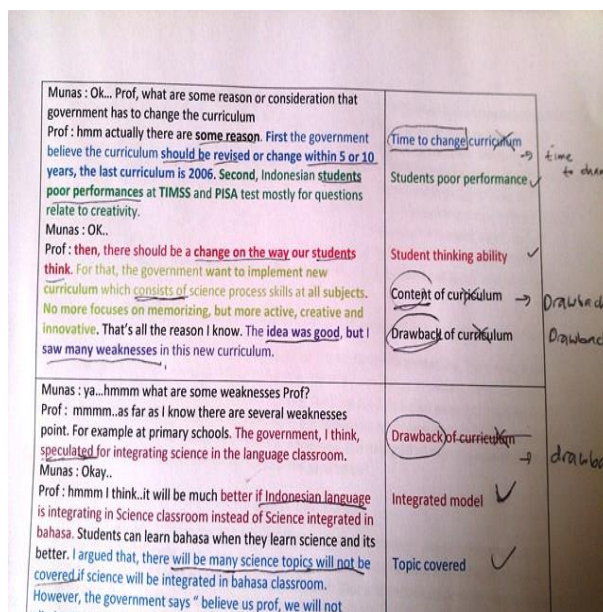 Munas : Ok... Prof, what are some reason or consideration that
government has to change the curriculum
Prof : hmm actually there are some reason. First the government
believe the curriculum should be revised or change within 5 or 10
years, the last curriculum is 2006. Second, Indonesian students
poor performances at TIMSS and PISA test mostly for questions
relate to creativity.
Munas : OK..
Prof : then, there should be a change on the way our students
think. For that, the government want to implement new
curriculum which consists of science process skills at all subjects.
No more focuses on memorizing, but more active, creative and
innovative. That's all the reason I know. The idea was good, but I
saw many weaknesses in this new curriculum.
Time to change curriculum
time
to
Students poor performance
Student thinking ability
Content of curriculum
Drawback
Drawback of curriculum
Drawback
Munas : ya...hmmm what are some weaknesses Prof?
Prof : mmmm..as far as I know there are several weaknesses
point. For example at primary schools. The government, I think,
speculated for integrating science in the language classroom.
Munas : Okay..
Prof : hmmm I think..it will be much better if Indonesian language
is integrating in Science classroom instead of Science integrated in
bahasa. Students can learn bahasa when they learn science and its
better. I argued that, there will be many science topics will not be
covered if science will be integrated in bahasa classroom.
However, the government says " believe us prof, we will not
Drawback of curriculum
Integrated model
Topic covered